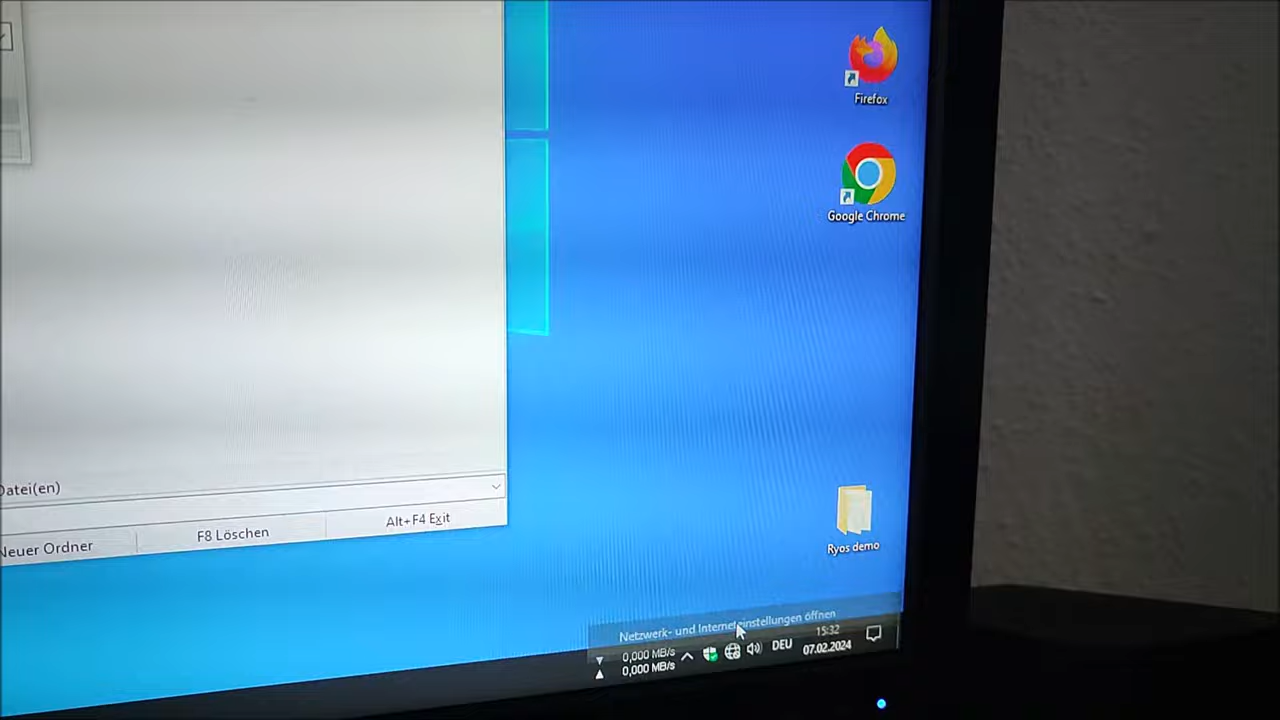 Firefox
Google Chrome
Datei(en)
Neuer Ordner
F8 Löschen
Alt+F4 Exit
Ryos demo
Netzwerk- und Interneteinstellungen öffnen
0,000 MB/s
0,000 MB/s
DEU
15:32
07.02.2024